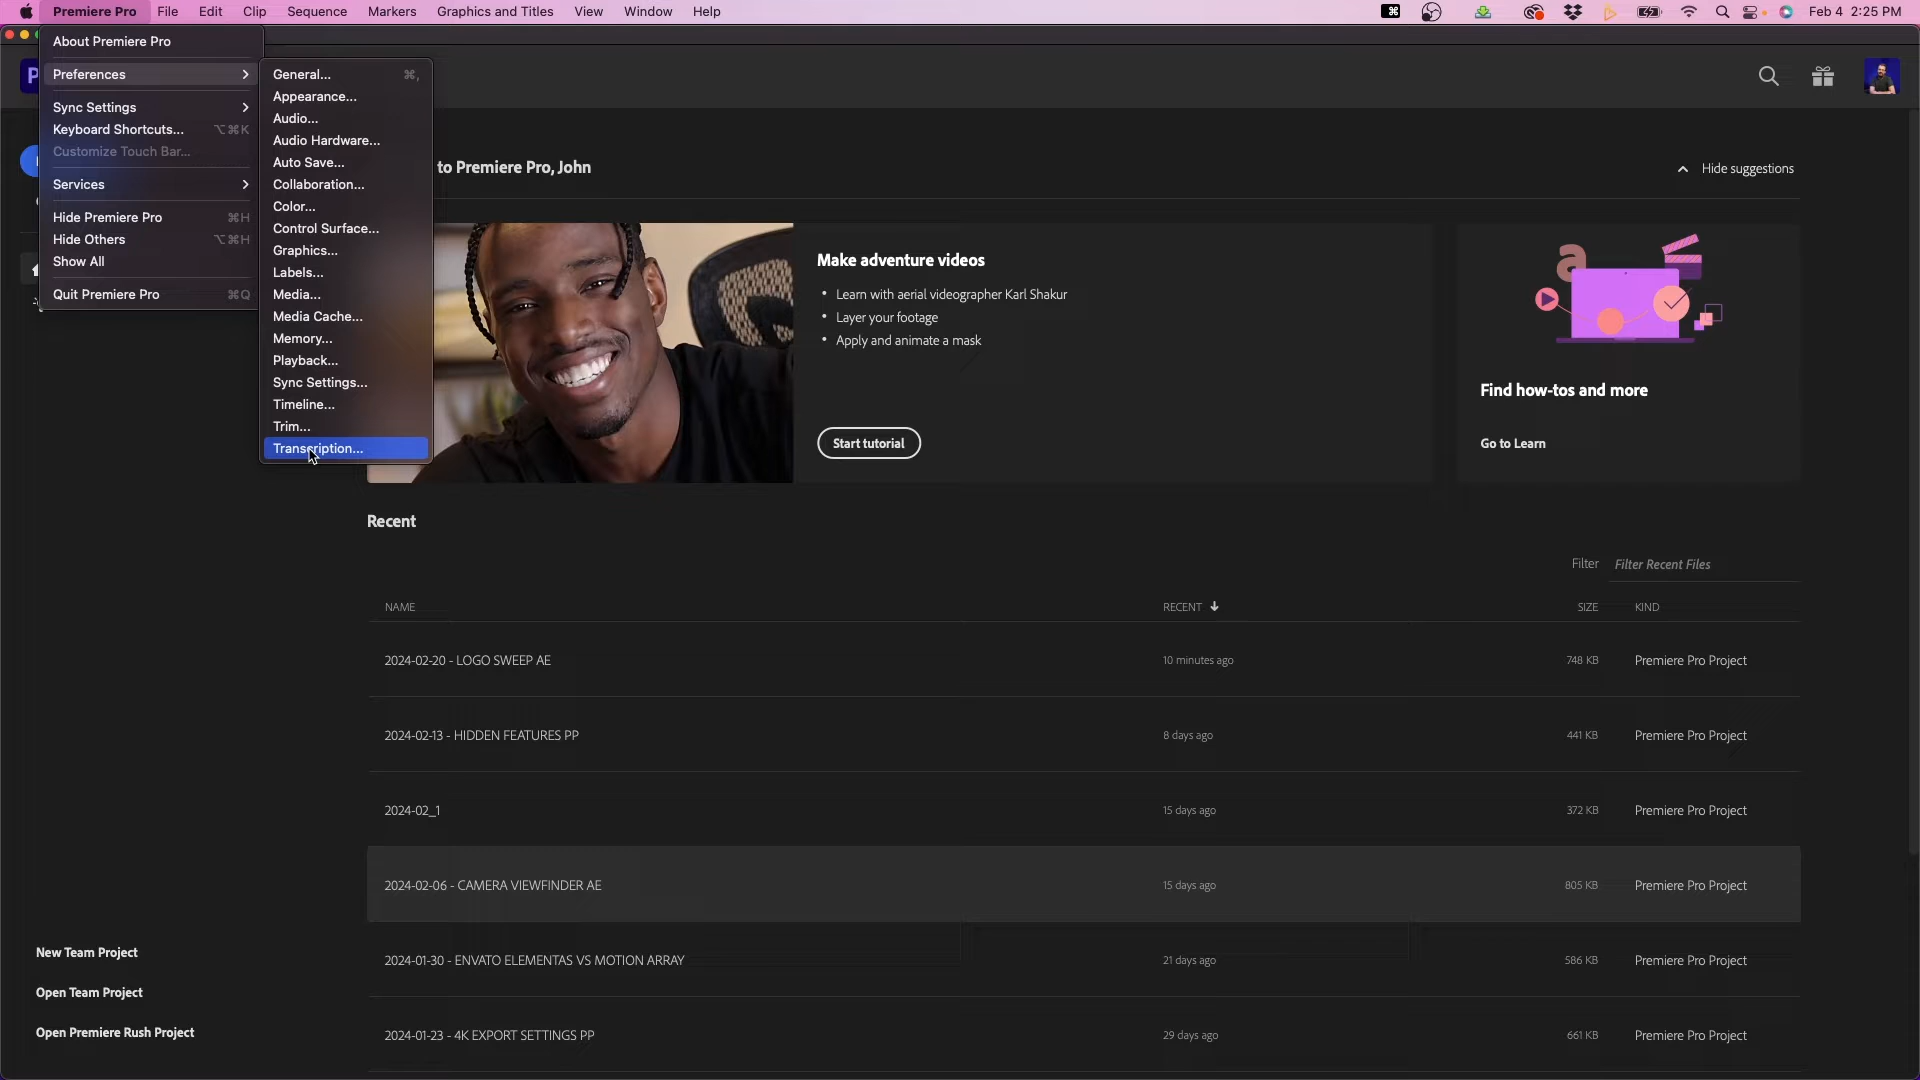 Premiere Pro File Edit Clip Sequence Markers Graphics and Titles View Window Help Feb 4 2:25 PM
About Premiere Pro
Preferences
Sync Settings
Keyboard Shortcuts... ⌥⌘K
Customize Touch Bar...
Services
Hide Premiere Pro ⌘H
Hide Others ⌥⌘H
Show All
Quit Premiere Pro ⌘Q
General... ⌘,
Appearance...
Audio...
Audio Hardware...
Auto Save...
Collaboration...
Color...
Control Surface...
Graphics...
Labels...
Media...
Media Cache...
Memory...
Playback...
Sync Settings...
Timeline...
Trim...
Transcription...
to Premiere Pro, John
Hide suggestions
Make adventure videos
• Learn with aerial videographer Karl Shakur
• Layer your footage
• Apply and animate a mask
Start tutorial
Find how-tos and more
Go to Learn
Recent
Filter Filter Recent Files
NAME RECENT SIZE KIND
2024-02-20 - LOGO SWEEP AE 10 minutes ago 748 KB Premiere Pro Project
2024-02-13 - HIDDEN FEATURES PP 8 days ago 441 KB Premiere Pro Project
2024-02_1 15 days ago 372 KB Premiere Pro Project
2024-02-06 - CAMERA VIEWFINDER AE 15 days ago 805 KB Premiere Pro Project
2024-01-30 - ENVATO ELEMENTAS VS MOTION ARRAY 21 days ago 586 KB Premiere Pro Project
2024-01-23 - 4K EXPORT SETTINGS PP 29 days ago 661 KB Premiere Pro Project
New Team Project
Open Team Project
Open Premiere Rush Project